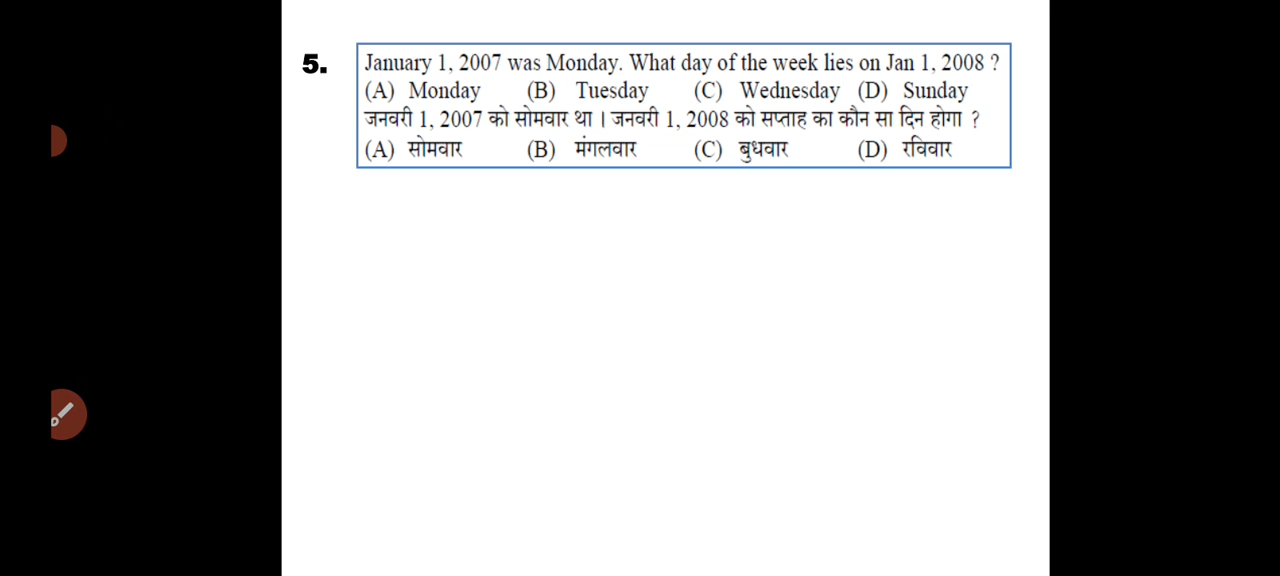 5. January 1, 2007 was Monday. What day of the week lies on Jan 1, 2008 ?
(A) Monday (B) Tuesday (C) Wednesday (D) Sunday
जनवरी 1, 2007 को सोमवार था । जनवरी 1, 2008 को सप्ताह का कौन सा दिन होगा ?
(A) सोमवार (B) मंगलवार (C) बुधवार (D) रविवार